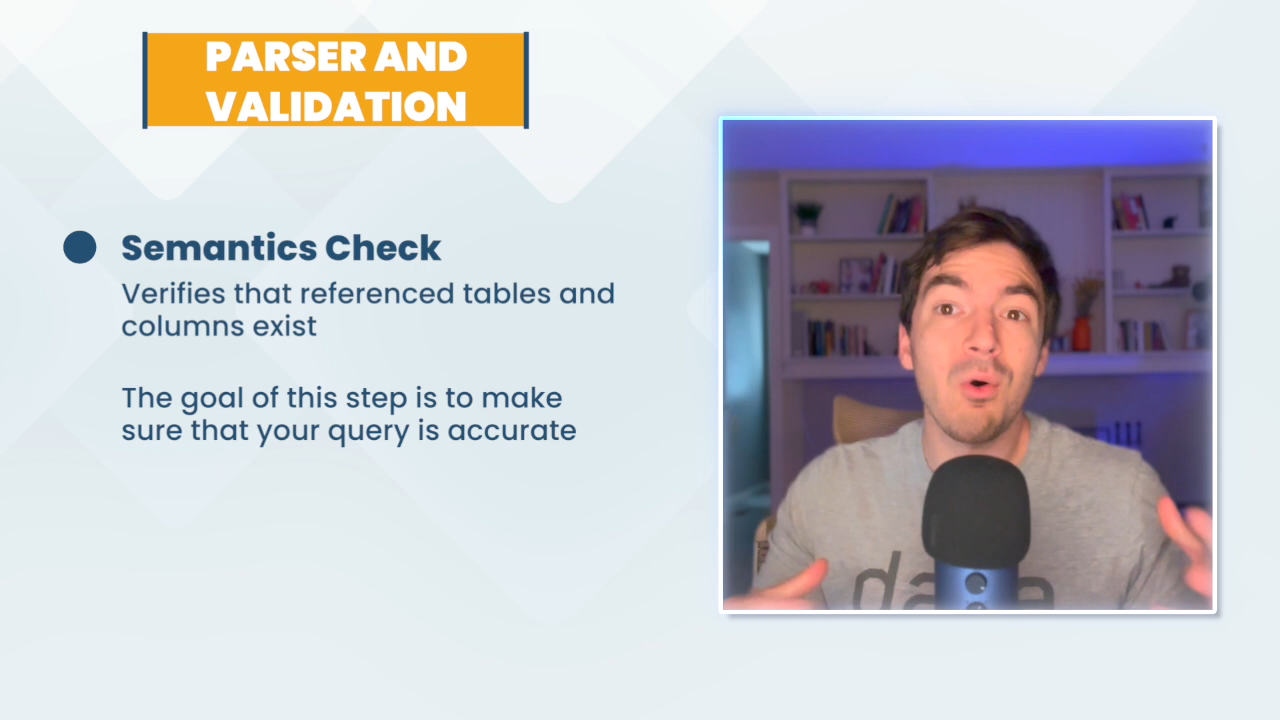 PARSER AND
VALIDATION
Semantics Check
Verifies that referenced tables and
columns exist
The goal of this step is to make
sure that your query is accurate